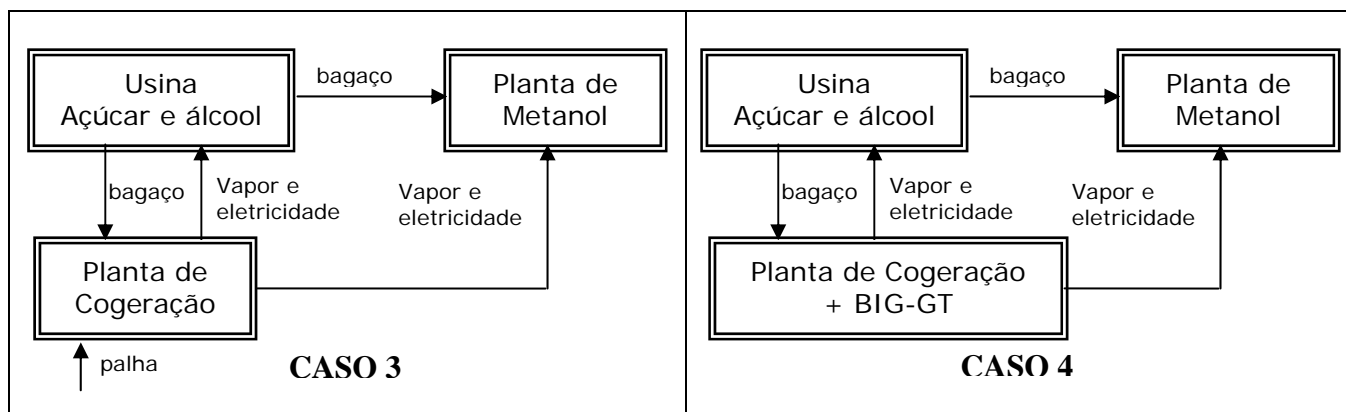 Usina
Açúcar e álcool
bagaço
Planta de
Metanol
bagaço
Vapor e
eletricidade
Vapor e
eletricidade
Planta de
Cogeração
palha
CASO 3
Usina
Açúcar e álcool
bagaço
Planta de
Metanol
bagaço
Vapor e
eletricidade
Vapor e
eletricidade
Planta de Cogeração
+ BIG-GT
CASO 4